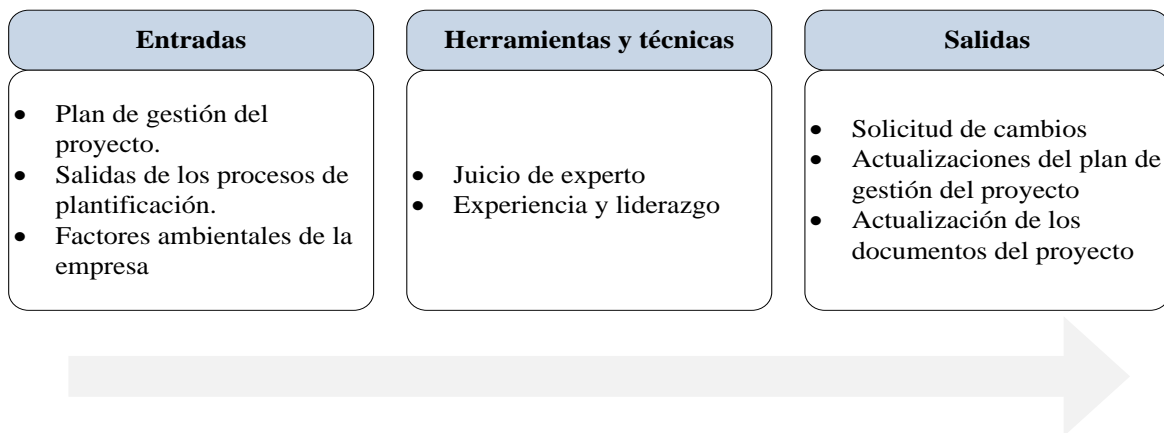 Entradas
• Plan de gestión del
proyecto.
• Salidas de los procesos de
plantificación.
• Factores ambientales de la
empresa
Herramientas y técnicas
• Juicio de experto
• Experiencia y liderazgo
Salidas
• Solicitud de cambios
• Actualizaciones del plan de
gestión del proyecto
• Actualización de los
documentos del proyecto